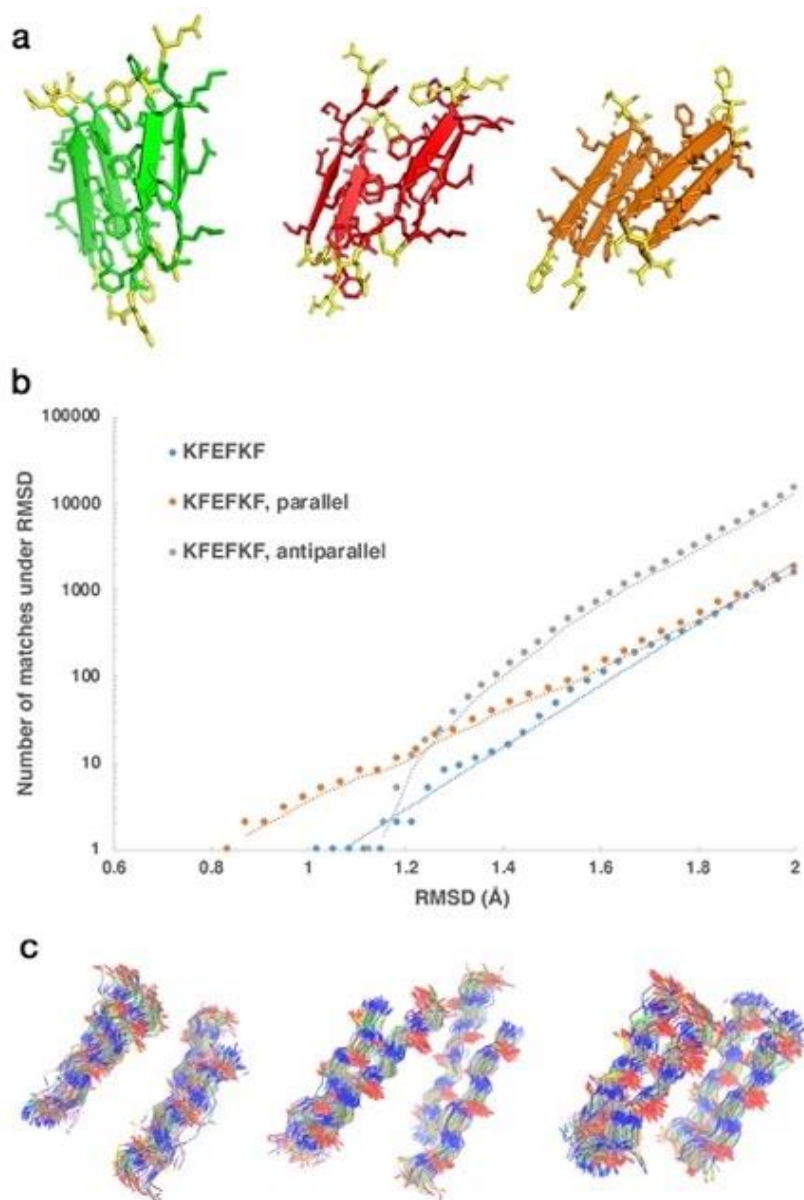 a
b
100000
10000
1000
100
10
1
Number of matches under RMSD
KFEFKF
KFEFKF, parallel
KFEFKF, antiparallel
0.6 0.8 1 1.2 1.4 1.6 1.8 2
RMSD (Å)
c